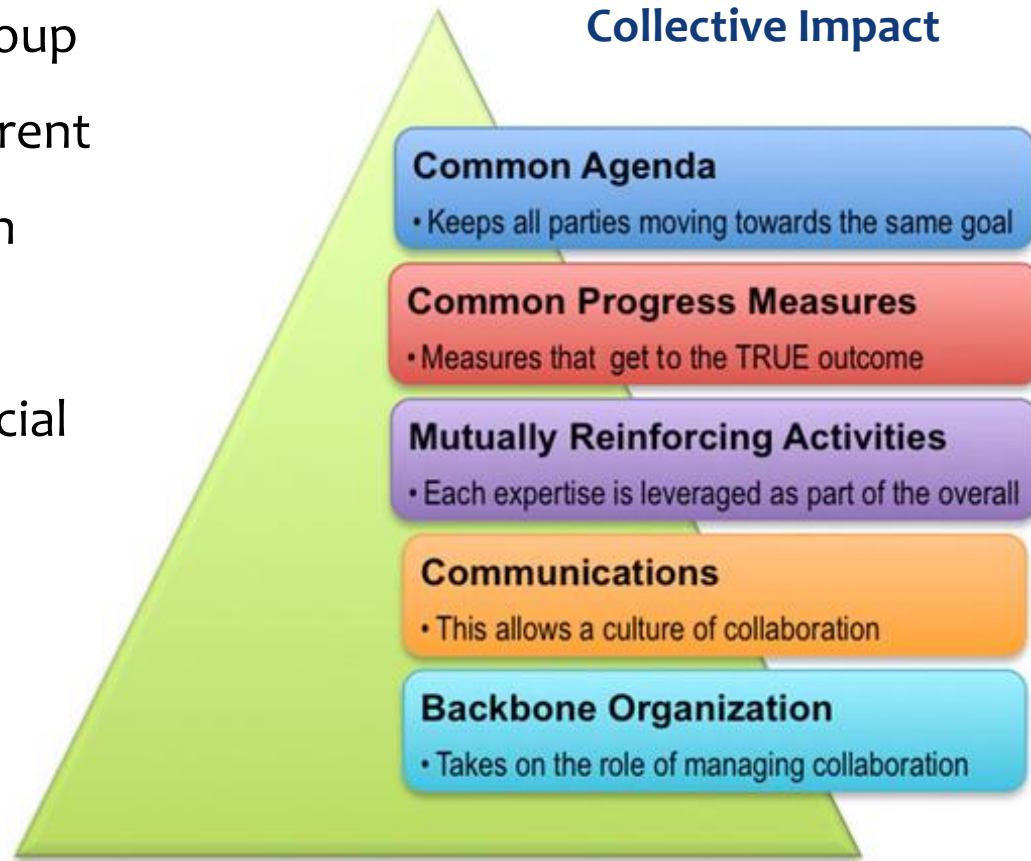 oup
rent
n
cial
Collective Impact
Common Agenda
• Keeps all parties moving towards the same goal
Common Progress Measures
• Measures that get to the TRUE outcome
Mutually Reinforcing Activities
• Each expertise is leveraged as part of the overall
Communications
• This allows a culture of collaboration
Backbone Organization
• Takes on the role of managing collaboration